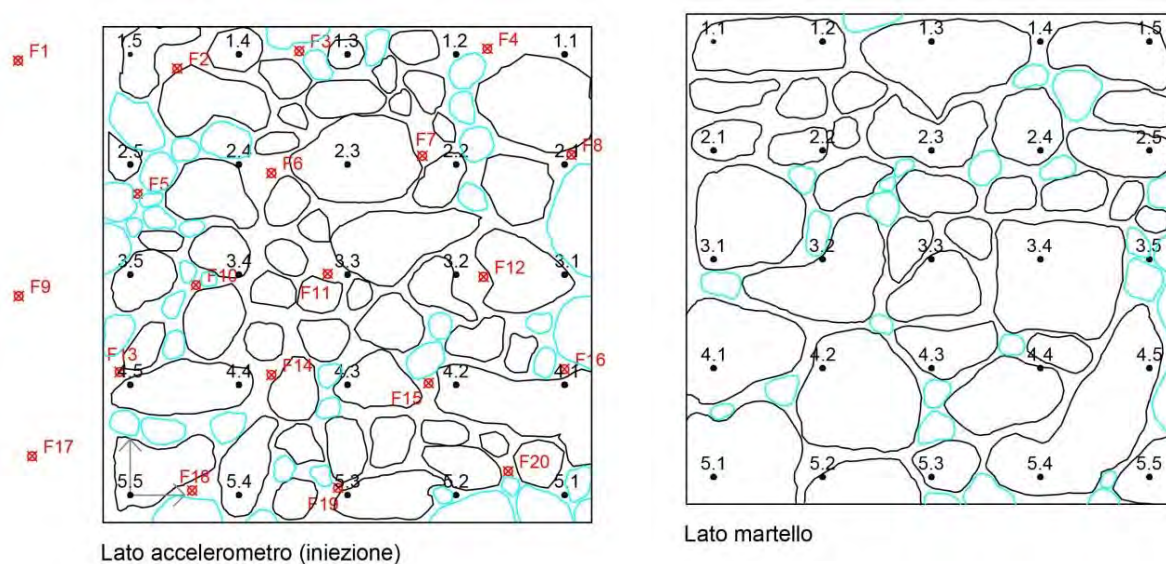 1.5 1.4 F3 1.3 1.2 F4 1.1
F1
F2
2.5 2.4 F6 2.3 F7 2.2 2.1 F8
F5
3.5 3.4 3.3 3.2 F12 3.1
F9 F10 F11
F13 F14 F16
4.5 4.4 4.3 F15 4.2 4.1
F17
F18 F20
5.5 5.4 F19 5.3 5.2 5.1
Lato accelerometro (iniezione)
1.1 1.2 1.3 1.4 1.5
2.1 2.2 2.3 2.4 2.5
3.1 3.2 3.3 3.4 3.5
4.1 4.2 4.3 4.4 4.5
5.1 5.2 5.3 5.4 5.5
Lato martello